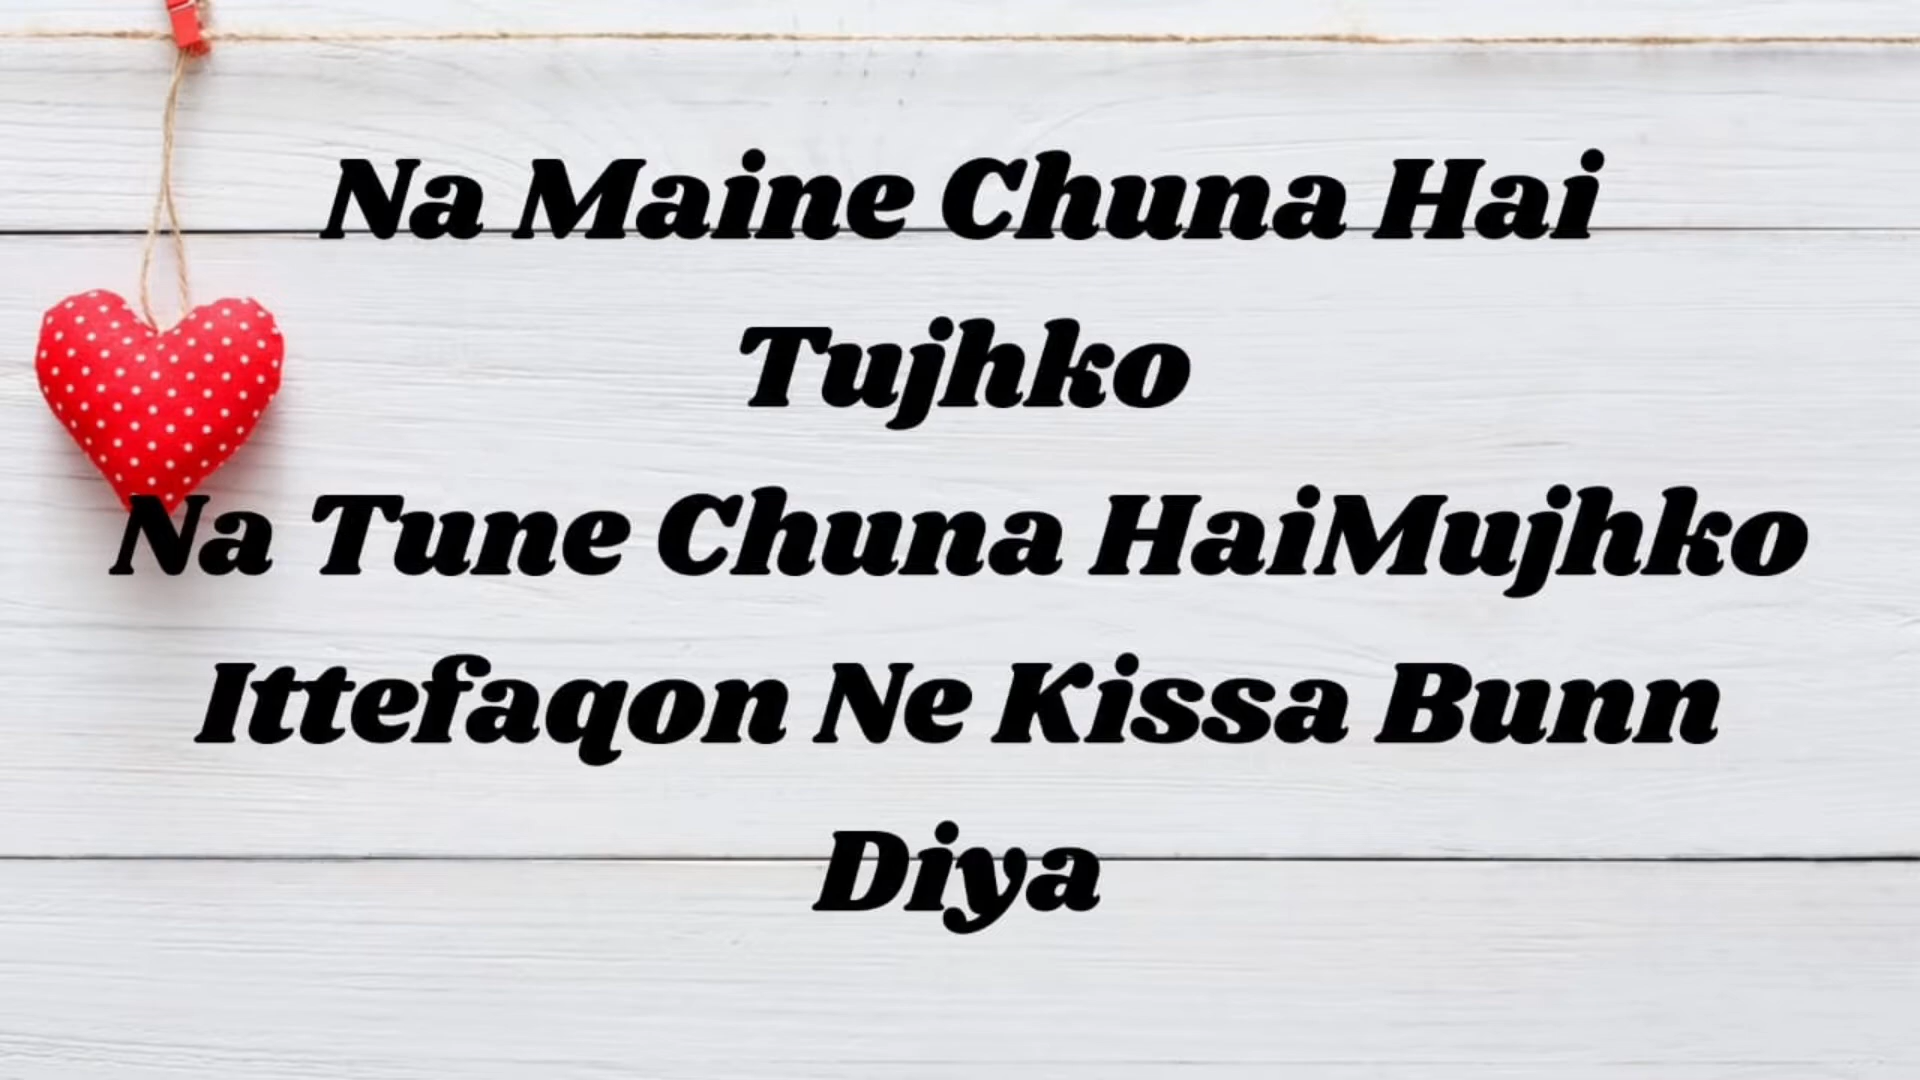 Na Maine Chuna Hai
Tujhko
Na Tune Chuna HaiMujhko
Ittefaqon Ne Kissa Bunn
Diya